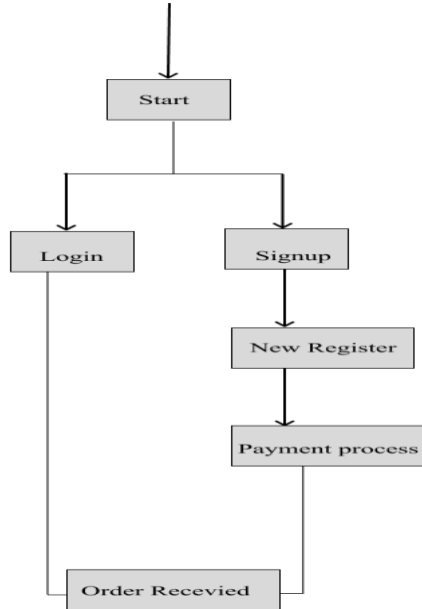 Start
Login
Signup
New Register
Payment process
Order Recevied